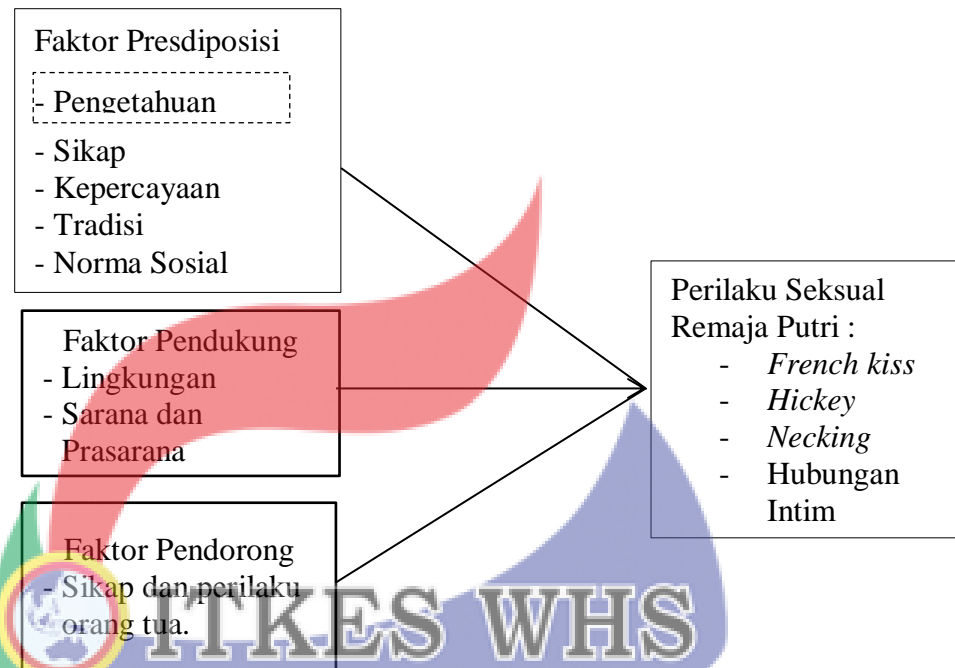 Faktor Presdiposisi
- Pengetahuan
- Sikap
- Kepercayaan
- Tradisi
- Norma Sosial
Faktor Pendukung
- Lingkungan
- Sarana dan
Prasarana
Faktor Pendorong
- Sikap dan perilaku
orang tua.
Perilaku Seksual
Remaja Putri :
- French kiss
- Hickey
- Necking
- Hubungan
Intim
ITKES WHS